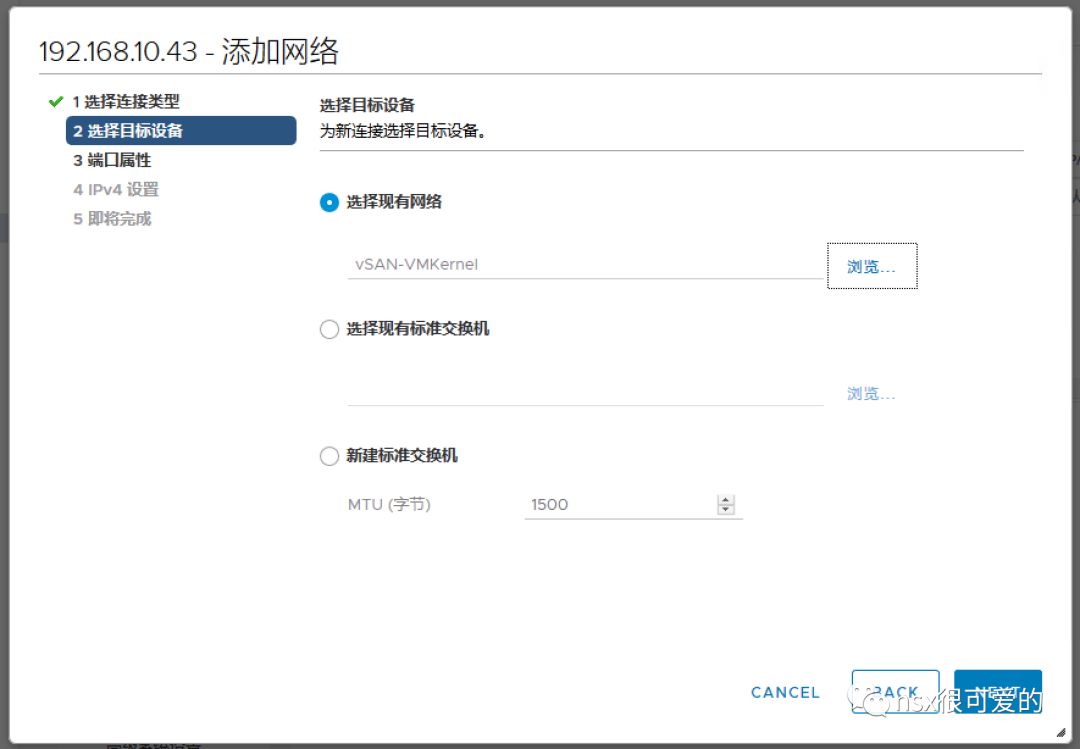 192.168.10.43 - 添加网络
1 选择连接类型
2 选择目标设备
3 端口属性
4 IPv4 设置
5 即将完成
选择目标设备
为新连接选择目标设备。
选择现有网络
vSAN-VMKernel
浏览...
选择现有标准交换机
浏览...
新建标准交换机
MTU (字节)
1500
CANCEL
BACK
NEXT
nsx很可爱的